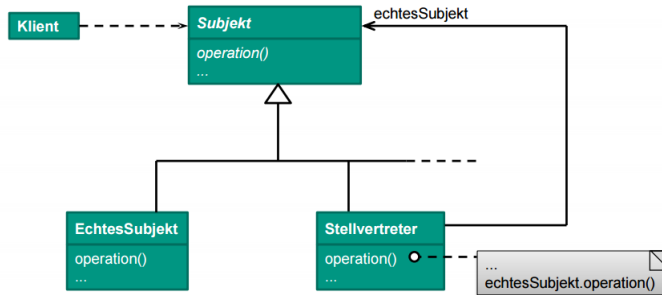 Klient
Subjekt
operation()
...
echtesSubjekt
EchtesSubjekt
operation()
...
Stellvertreter
operation()
...
...
echtesSubjekt.operation()